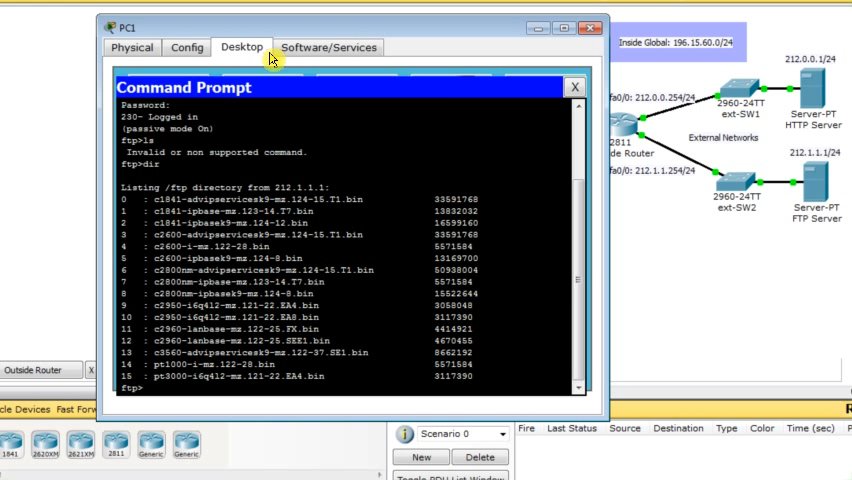 PC1
Physical Config Desktop Software/Services
Command Prompt X
Password:
230- Logged in
(passive mode On)
ftp>ls
Invalid or non supported command.
ftp>dir
Listing /ftp directory from 212.1.1.1:
0 : c1841-advipservicesk9-mz.124-15.T1.bin 33591768
1 : c1841-ipbase-mz.123-14.T7.bin 13832032
2 : c1841-ipbasek9-mz.124-12.bin 16599160
3 : c2600-advipservicesk9-mz.124-15.T1.bin 33591768
4 : c2600-i-mz.122-28.bin 5571584
5 : c2600-ipbasek9-mz.124-8.bin 13169700
6 : c2800nm-advipservicesk9-mz.124-15.T1.bin 50938004
7 : c2800nm-ipbase-mz.123-14.T7.bin 5571584
8 : c2800nm-ipbasek9-mz.124-8.bin 15522644
9 : c2950-i6q4l2-mz.121-22.EA4.bin 3058048
10 : c2950-i6q4l2-mz.121-22.EA8.bin 3117390
11 : c2960-lanbase-mz.122-25.FX.bin 4414921
12 : c2960-lanbase-mz.122-25.SEE1.bin 4670455
13 : c3560-advipservicesk9-mz.122-37.SE1.bin 8662192
14 : pt1000-i-mz.122-28.bin 5571584
15 : pt3000-i6q4l2-mz.121-22.EA4.bin 3117390
ftp>
Inside Global: 196.15.60.0/24
212.0.0.1/24
fa0/0: 212.0.0.254/24
2960-24TT
ext-SW1
Server-PT
HTTP Server
2811
de Router
External Networks
212.1.1.1/24
fa0/0: 212.1.1.254/24
2960-24TT
ext-SW2
Server-PT
FTP Server
Outside Router X
cle Devices Fast Forw
R
1841 2620XM 2621XM 2811 Generic Generic
Scenario 0
New Delete
Toggle PDU List Window
Fire Last Status Source Destination Type Color Time (sec) P